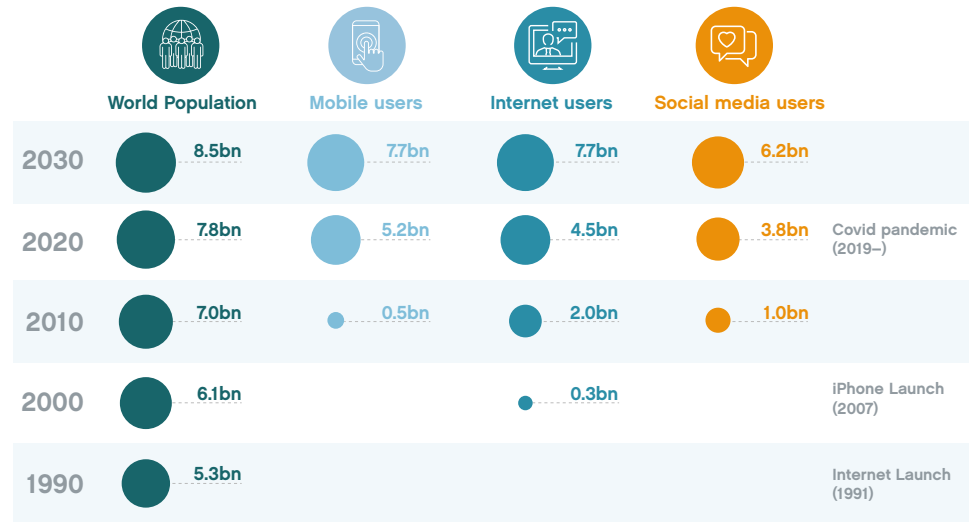 World Population
Mobile users
Internet users
Social media users
2030
8.5bn
7.7bn
7.7bn
6.2bn
2020
7.8bn
5.2bn
4.5bn
3.8bn
Covid pandemic
(2019–)
2010
7.0bn
0.5bn
2.0bn
1.0bn
2000
6.1bn
0.3bn
iPhone Launch
(2007)
1990
5.3bn
Internet Launch
(1991)